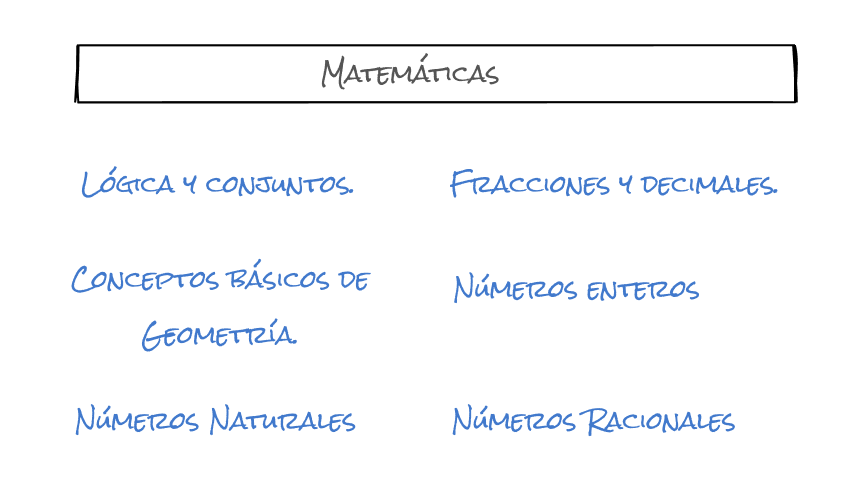 Matemáticas
Lógica y conjuntos.
Fracciones y decimales.
Conceptos básicos de
Geometría.
Números enteros
Números Naturales
Números Racionales